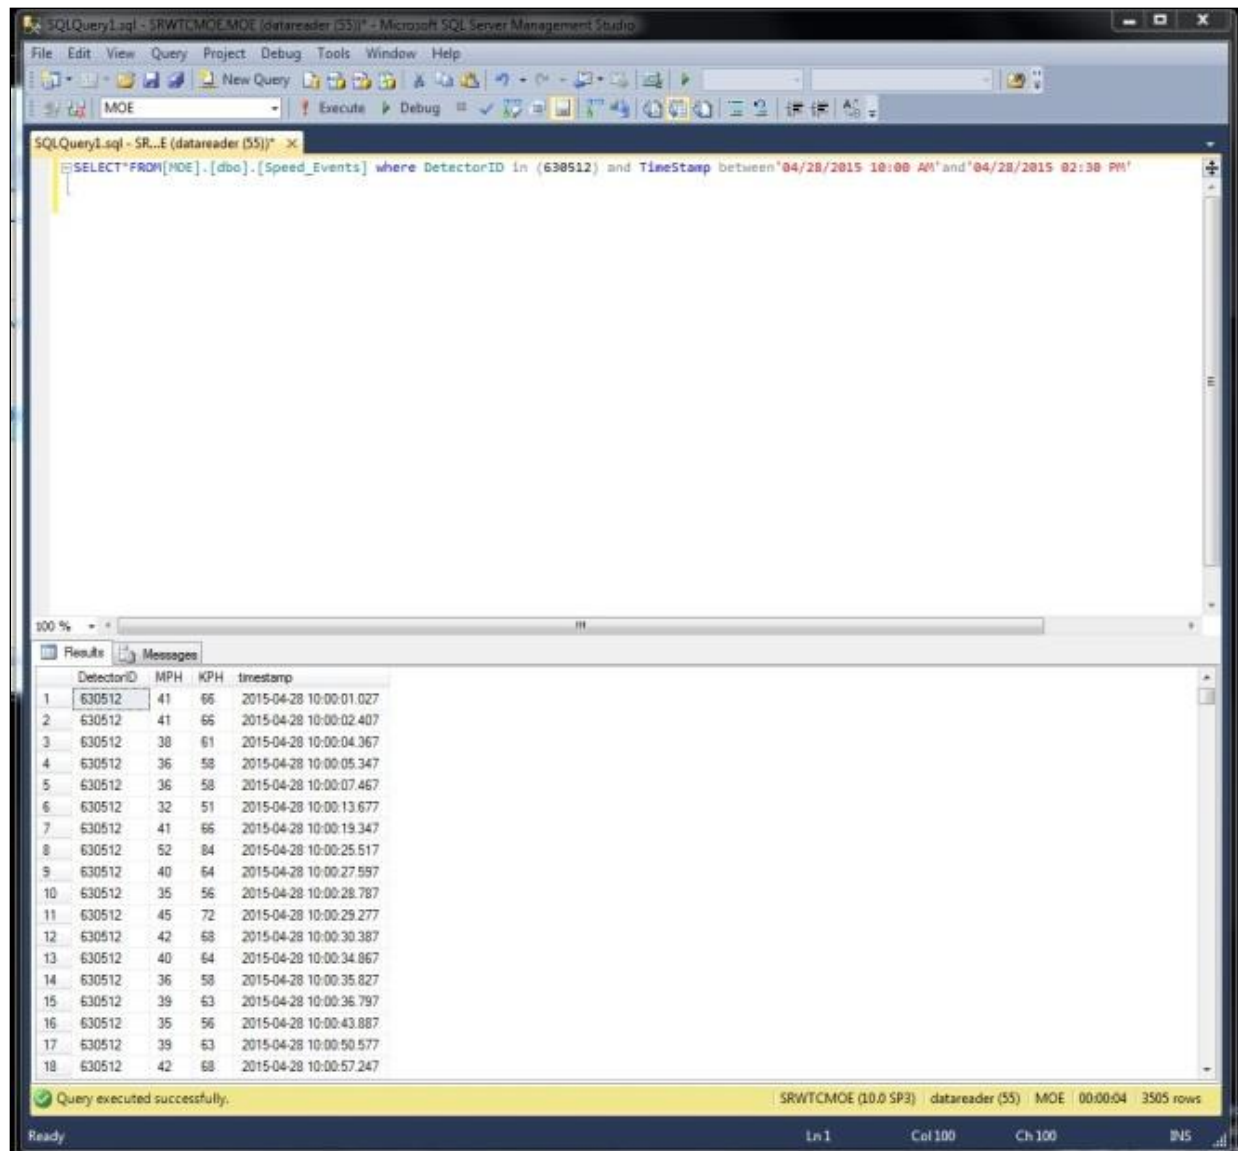 SQLQuery1.sql - SRWTCMOE.MOE (datareader (55))* - Microsoft SQL Server Management Studio
File Edit View Query Project Debug Tools Window Help
New Query
MOE Execute Debug
SQLQuery1.sql - SR...E (datareader (55))*
SELECT*FROM[MOE].[dbo].[Speed_Events] where DetectorID in (630512) and TimeStamp between'04/28/2015 10:00 AM'and'04/28/2015 02:30 PM'
100 %
Results Messages
DetectorID MPH KPH timestamp
1 630512 41 66 2015-04-28 10:00:01.027
2 630512 41 66 2015-04-28 10:00:02.407
3 630512 38 61 2015-04-28 10:00:04.367
4 630512 36 58 2015-04-28 10:00:05.347
5 630512 36 58 2015-04-28 10:00:07.467
6 630512 32 51 2015-04-28 10:00:13.677
7 630512 41 66 2015-04-28 10:00:19.347
8 630512 52 84 2015-04-28 10:00:25.517
9 630512 40 64 2015-04-28 10:00:27.597
10 630512 35 56 2015-04-28 10:00:28.787
11 630512 45 72 2015-04-28 10:00:29.277
12 630512 42 68 2015-04-28 10:00:30.387
13 630512 40 64 2015-04-28 10:00:34.867
14 630512 36 58 2015-04-28 10:00:35.827
15 630512 39 63 2015-04-28 10:00:36.797
16 630512 35 56 2015-04-28 10:00:43.887
17 630512 39 63 2015-04-28 10:00:50.577
18 630512 42 68 2015-04-28 10:00:57.247
Query executed successfully. SRWTCMOE (10.0 SP3) datareader (55) MOE 00:00:04 3505 rows
Ready Ln 1 Col 100 Ch 100 INS